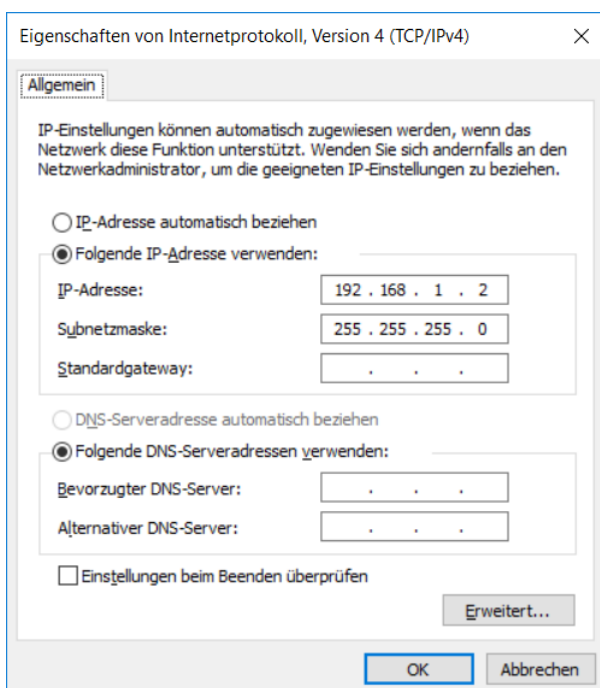 Eigenschaften von Internetprotokoll, Version 4 (TCP/IPv4)
Allgemein
IP-Einstellungen können automatisch zugewiesen werden, wenn das
Netzwerk diese Funktion unterstützt. Wenden Sie sich andernfalls an den
Netzwerkadministrator, um die geeigneten IP-Einstellungen zu beziehen.
IP-Adresse automatisch beziehen
Folgende IP-Adresse verwenden:
IP-Adresse: 192 . 168 . 1 . 2
Subnetzmaske: 255 . 255 . 255 . 0
Standardgateway: . . .
DNS-Serveradresse automatisch beziehen
Folgende DNS-Serveradressen verwenden:
Bevorzugter DNS-Server: . . .
Alternativer DNS-Server: . . .
Einstellungen beim Beenden überprüfen
Erweitert...
OK Abbrechen